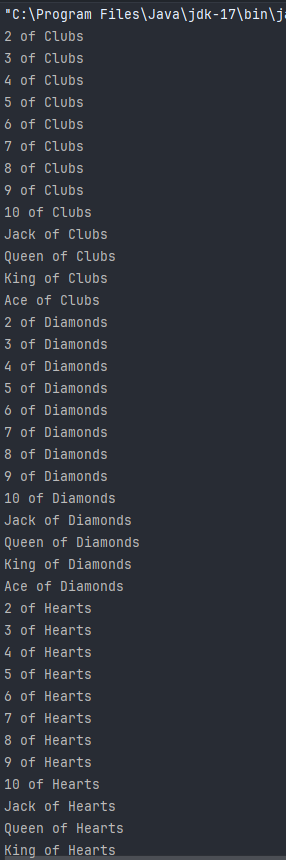 "C:\Program Files\Java\jdk-17\bin\ja
2 of Clubs
3 of Clubs
4 of Clubs
5 of Clubs
6 of Clubs
7 of Clubs
8 of Clubs
9 of Clubs
10 of Clubs
Jack of Clubs
Queen of Clubs
King of Clubs
Ace of Clubs
2 of Diamonds
3 of Diamonds
4 of Diamonds
5 of Diamonds
6 of Diamonds
7 of Diamonds
8 of Diamonds
9 of Diamonds
10 of Diamonds
Jack of Diamonds
Queen of Diamonds
King of Diamonds
Ace of Diamonds
2 of Hearts
3 of Hearts
4 of Hearts
5 of Hearts
6 of Hearts
7 of Hearts
8 of Hearts
9 of Hearts
10 of Hearts
Jack of Hearts
Queen of Hearts
King of Hearts